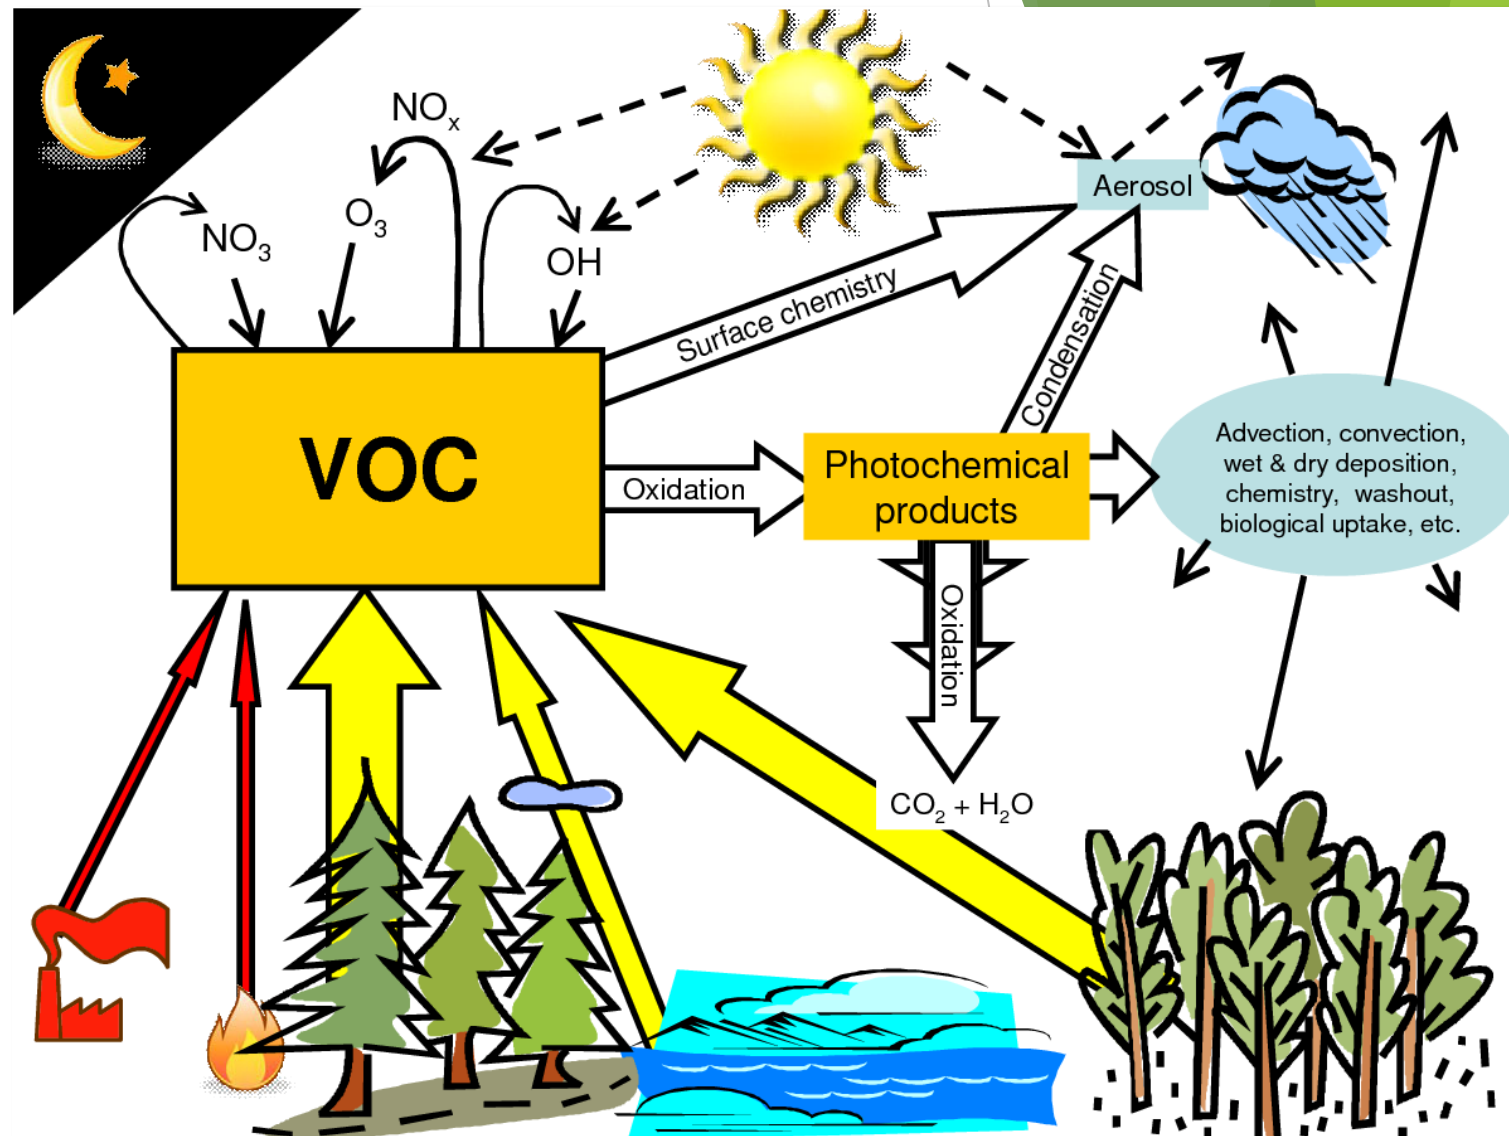 NOₓ
O₃
NO₃
OH
Aerosol
Surface chemistry
Condensation
VOC
Oxidation
Photochemical
products
Advection, convection,
wet & dry deposition,
chemistry, washout,
biological uptake, etc.
Oxidation
CO₂ + H₂O